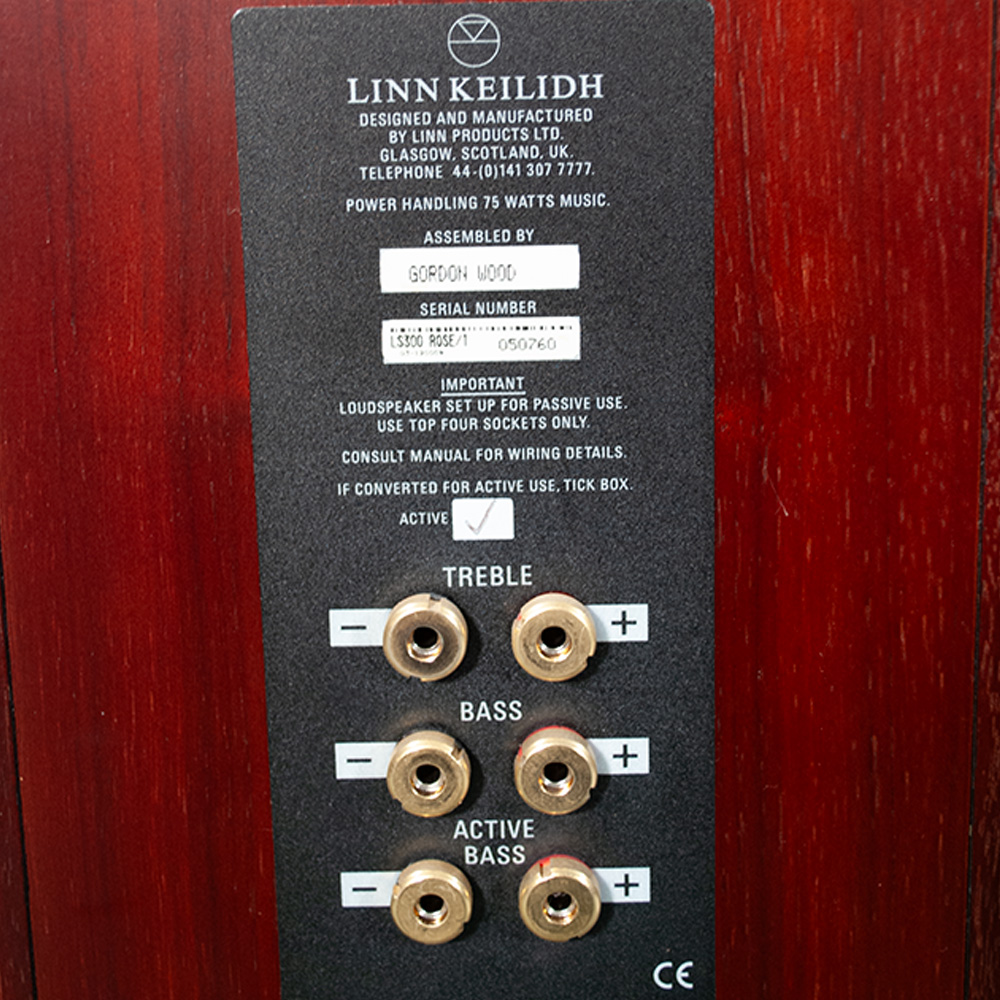 LINN KEILIDH
DESIGNED AND MANUFACTURED
BY LINN PRODUCTS LTD.
GLASGOW, SCOTLAND, UK.
TELEPHONE 44-(0)141 307 7777.
POWER HANDLING 75 WATTS MUSIC.
ASSEMBLED BY
GORDON WOOD
SERIAL NUMBER
LS300 ROSE/1 050760
IMPORTANT
LOUDSPEAKER SET UP FOR PASSIVE USE.
USE TOP FOUR SOCKETS ONLY.
CONSULT MANUAL FOR WIRING DETAILS.
IF CONVERTED FOR ACTIVE USE, TICK BOX.
ACTIVE ✓
TREBLE
− +
BASS
− +
ACTIVE
BASS
− +
CE